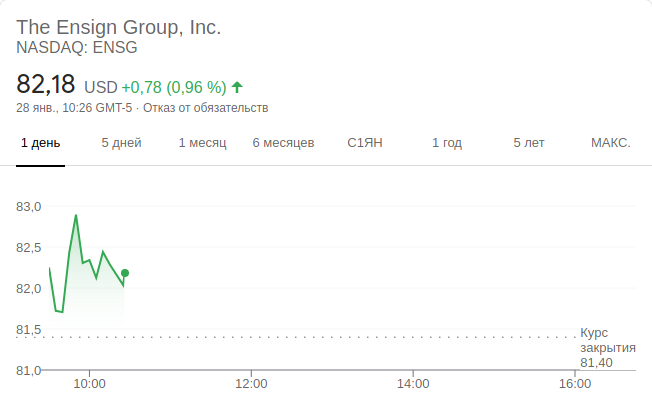 The Ensign Group, Inc.
NASDAQ: ENSG
82,18 USD +0,78 (0,96 %)
28 янв., 10:26 GMT-5 · Отказ от обязательств
1 день 5 дней 1 месяц 6 месяцев С1ЯН 1 год 5 лет МАКС.
83,0
82,5
82,0
81,5
Курс
закрытия
81,40
81,0
10:00 12:00 14:00 16:00